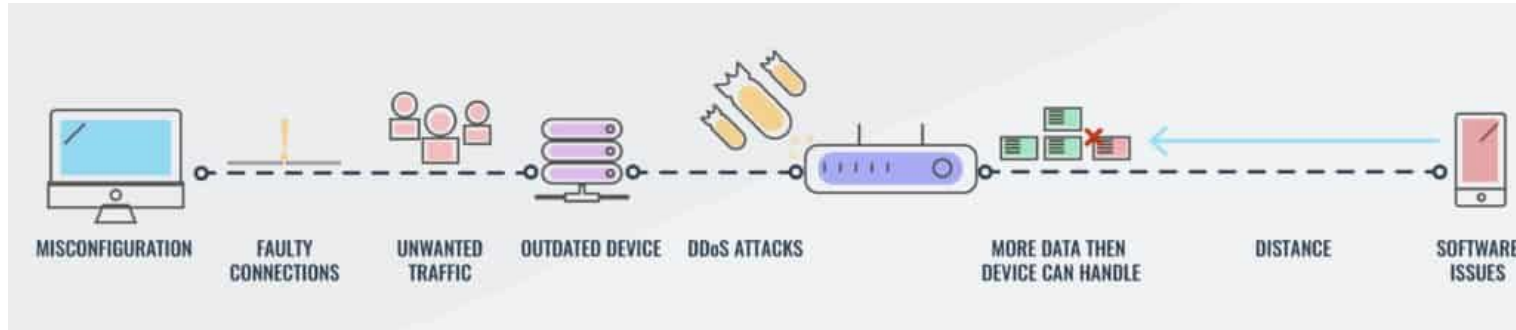 MISCONFIGURATION
FAULTY
CONNECTIONS
UNWANTED
TRAFFIC
OUTDATED DEVICE
DDoS ATTACKS
MORE DATA THEN
DEVICE CAN HANDLE
DISTANCE
SOFTWARE
ISSUES